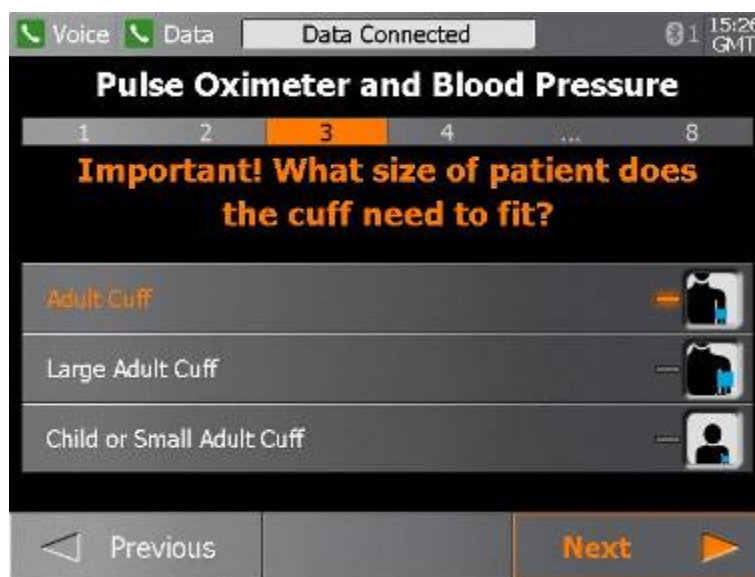 Voice Data Data Connected 1 15:26 GMT
Pulse Oximeter and Blood Pressure
1 2 3 4 ... 8
Important! What size of patient does
the cuff need to fit?
Adult Cuff
Large Adult Cuff
Child or Small Adult Cuff
Previous Next